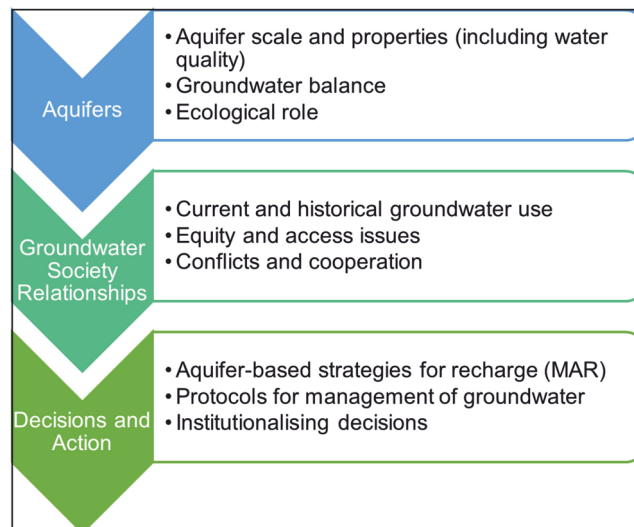 Aquifers
• Aquifer scale and properties (including water
quality)
• Groundwater balance
• Ecological role
Groundwater
Society
Relationships
• Current and historical groundwater use
• Equity and access issues
• Conflicts and cooperation
Decisions and
Action
• Aquifer-based strategies for recharge (MAR)
• Protocols for management of groundwater
• Institutionalising decisions